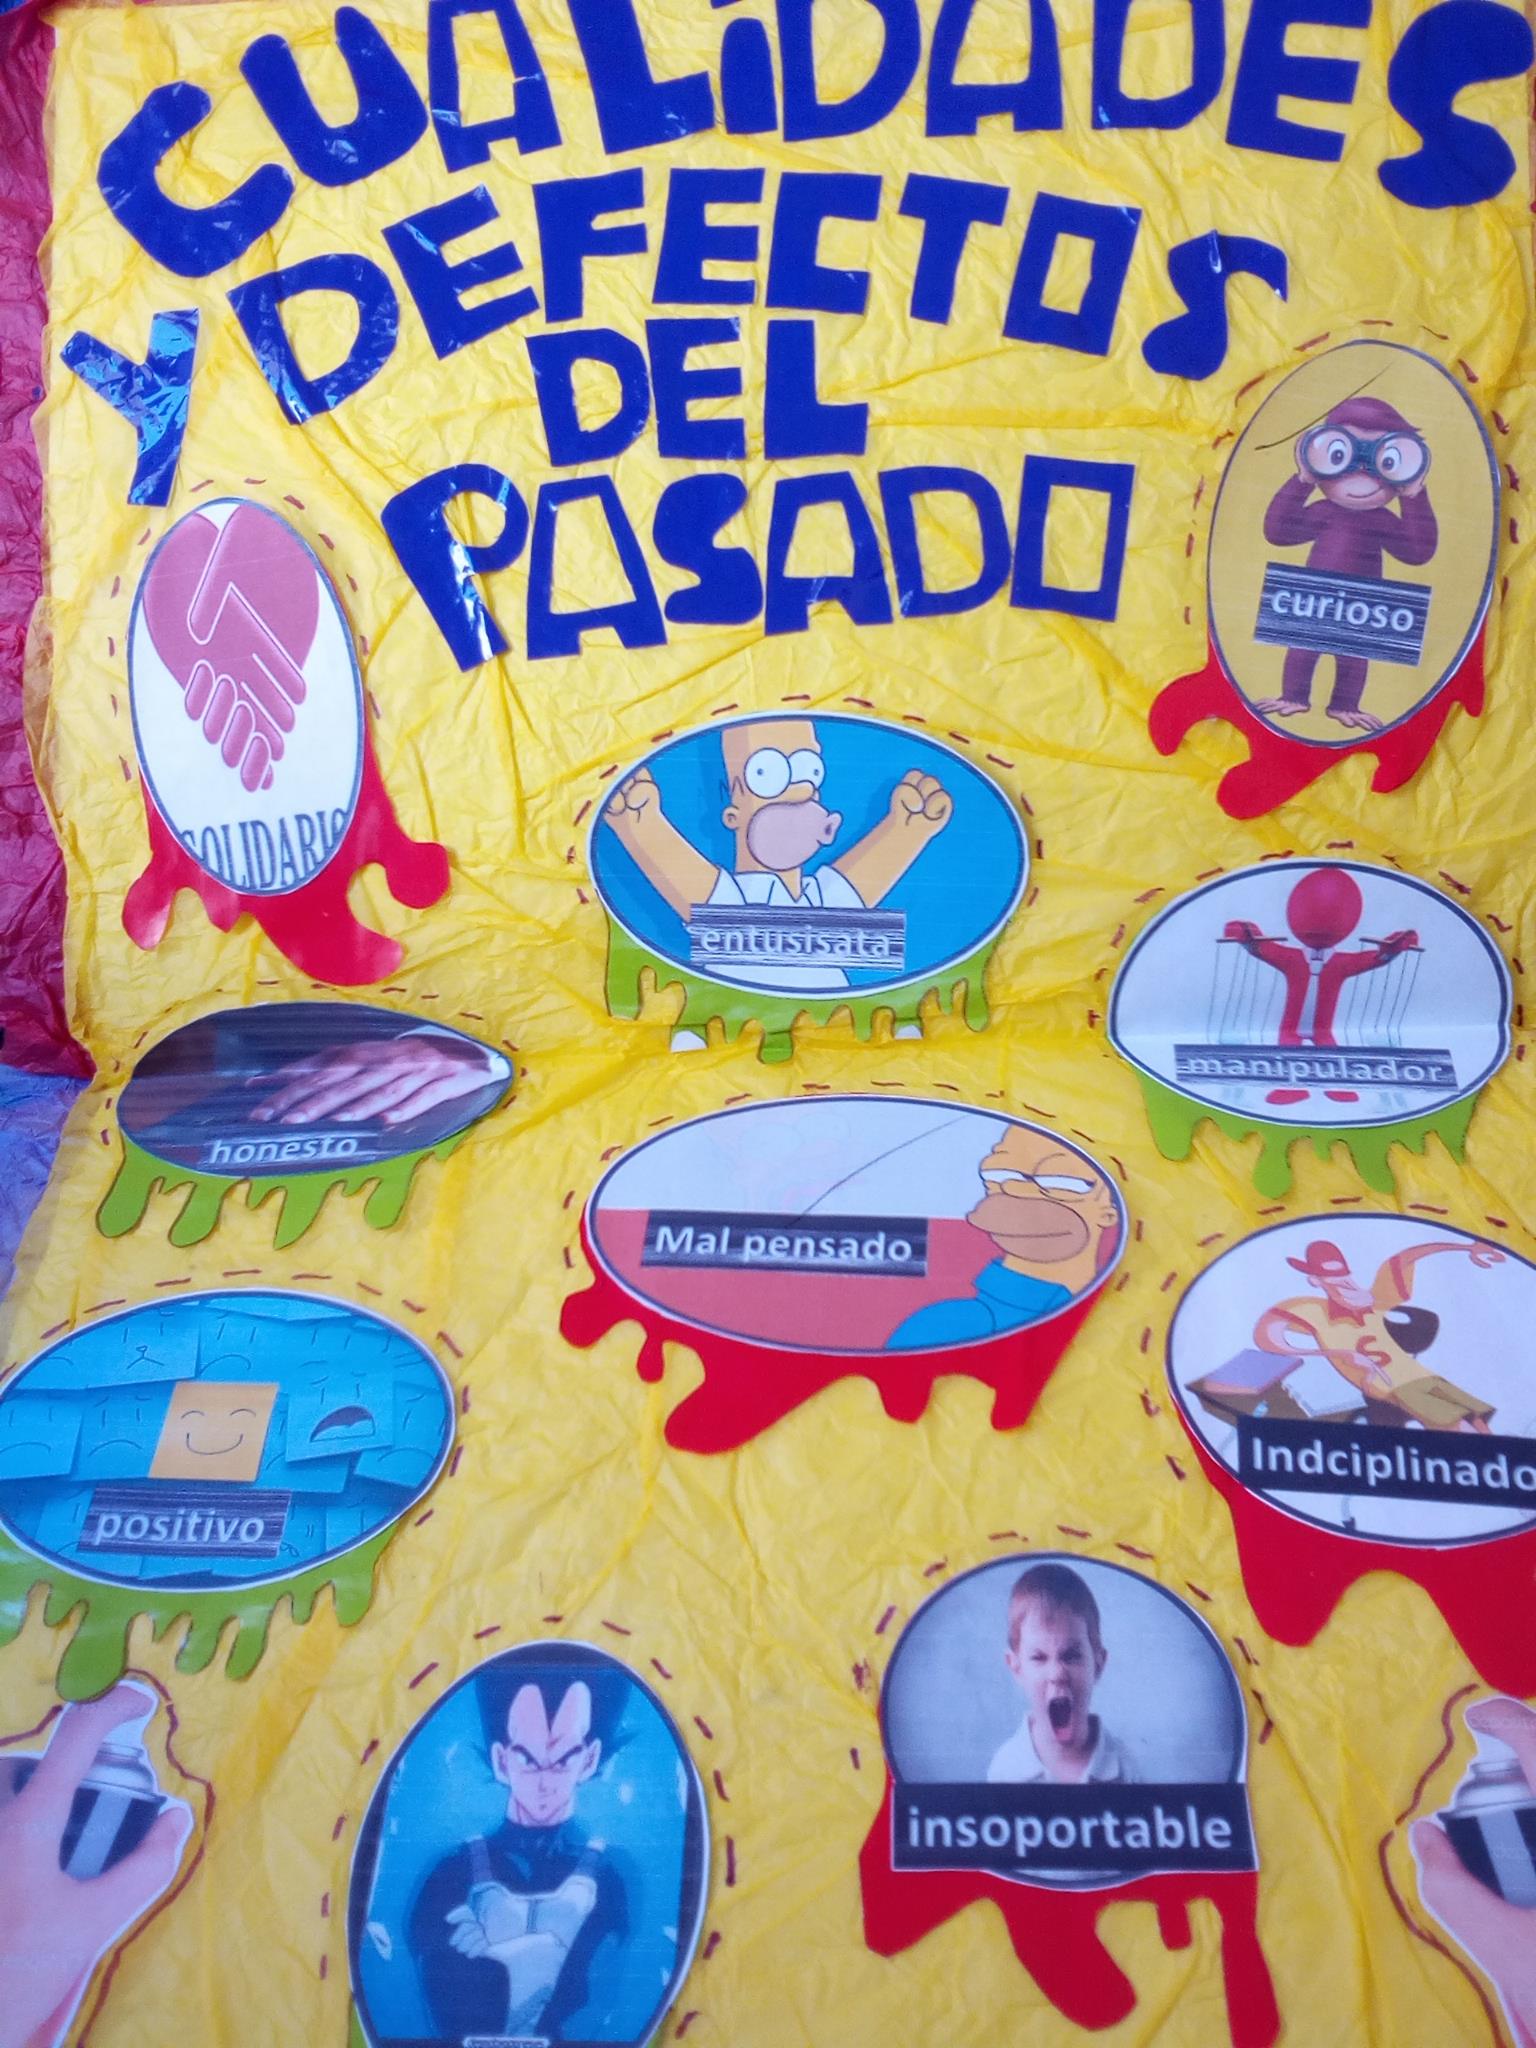 CUALiDADES
Y DEFECTOS
DEL
PASADO
curioso
SOLIDARIO
entusisata
manipulador
honesto
Mal pensado
positivo
Indciplinado
insoportable